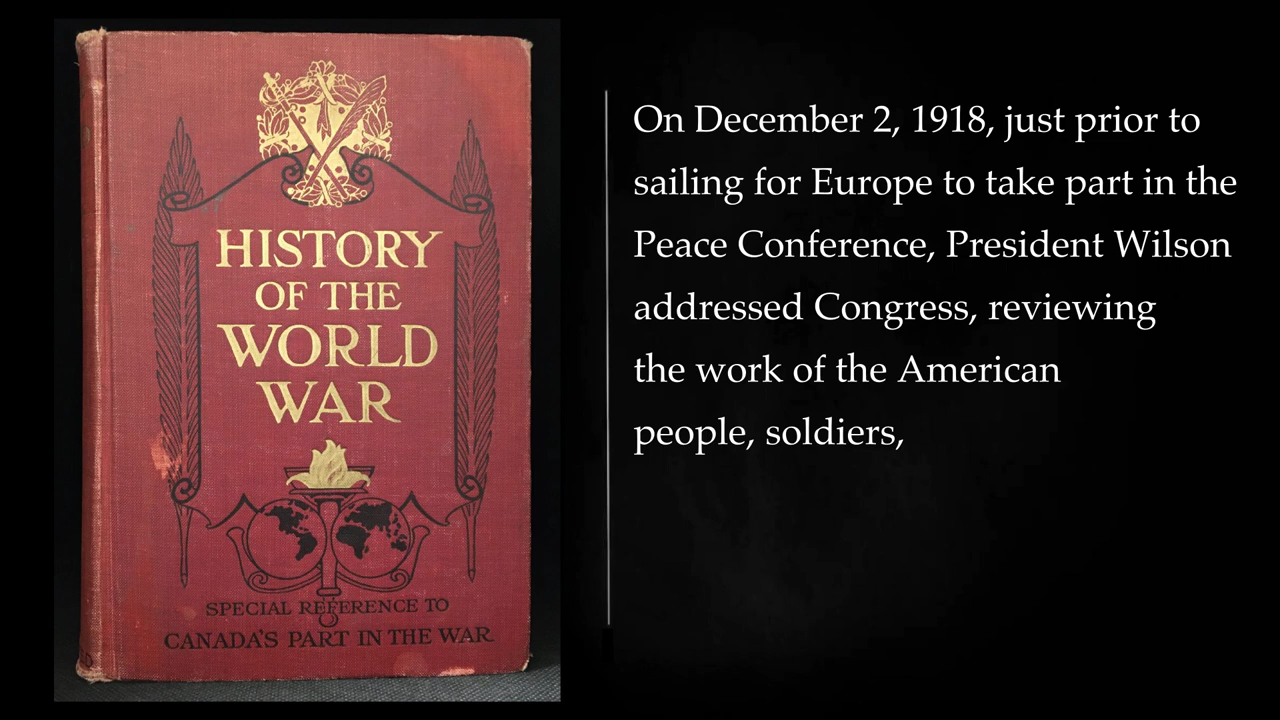 HISTORY
OF THE
WORLD
WAR
SPECIAL REFERENCE TO
CANADA'S PART IN THE WAR
On December 2, 1918, just prior to
sailing for Europe to take part in the
Peace Conference, President Wilson
addressed Congress, reviewing
the work of the American
people, soldiers,